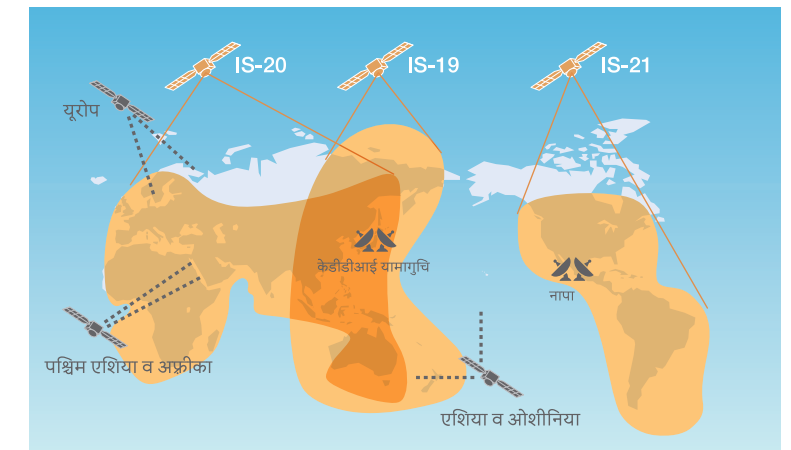 IS-20
IS-19
IS-21
यूरोप
केडीडीआई यामागुचि
नापा
पश्चिम एशिया व अफ़्रीका
एशिया व ओशीनिया